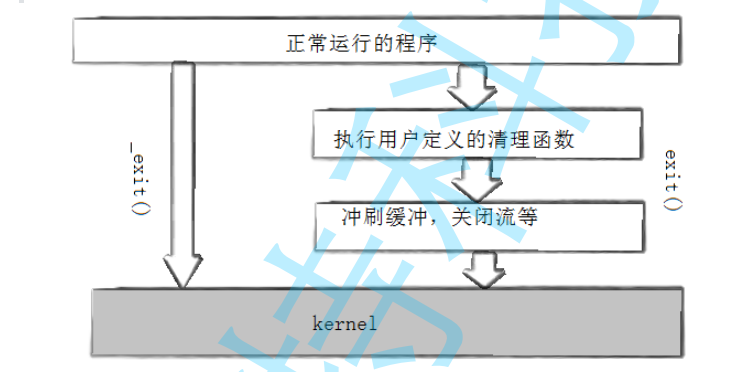 正常运行的程序
执行用户定义的清理函数
_exit()
exit()
冲刷缓冲，关闭流等
kernel